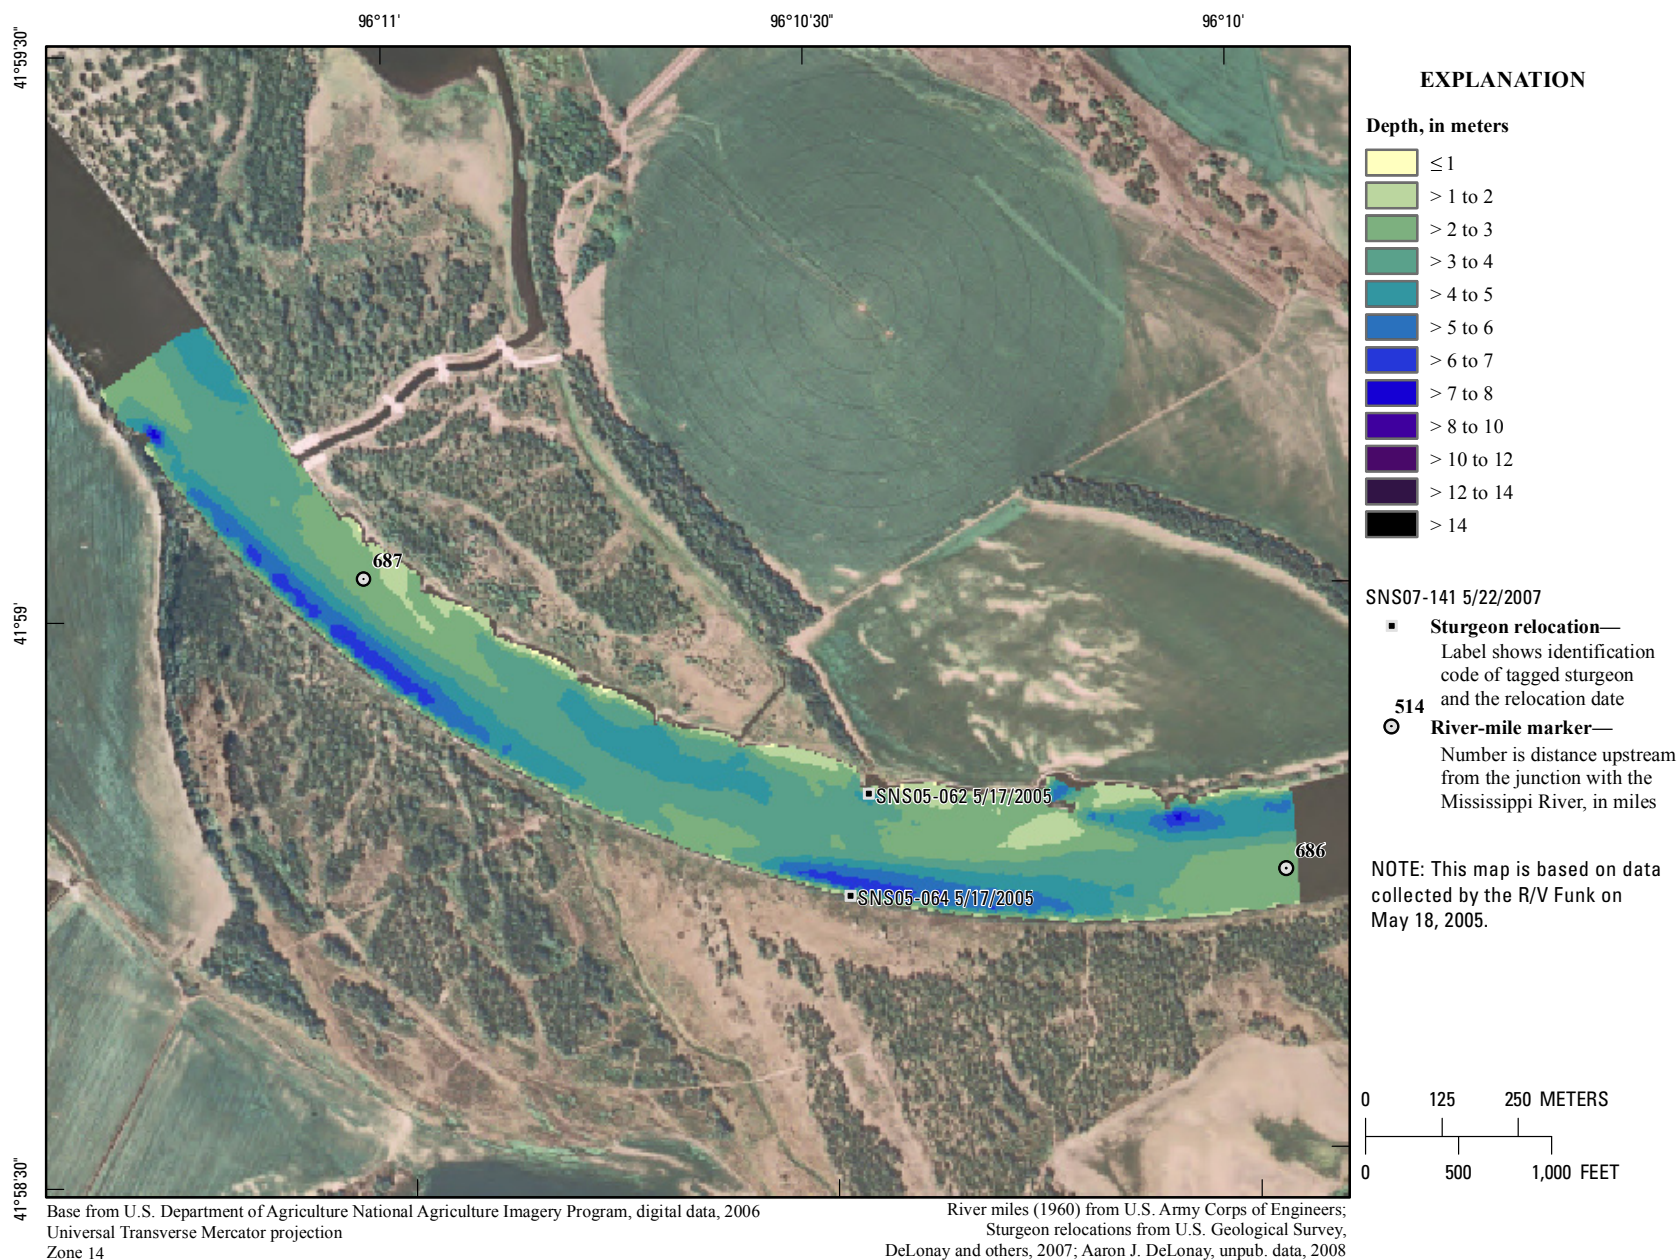 96°11'
96°10'30"
96°10'
41°59'30"
41°59'
41°58'30"
687
SNS05-062 5/17/2005
686
SNS05-064 5/17/2005
EXPLANATION
Depth, in meters
≤ 1
> 1 to 2
> 2 to 3
> 3 to 4
> 4 to 5
> 5 to 6
> 6 to 7
> 7 to 8
> 8 to 10
> 10 to 12
> 12 to 14
> 14
SNS07-141 5/22/2007
Sturgeon relocation—
Label shows identification
code of tagged sturgeon
and the relocation date
514
River-mile marker—
Number is distance upstream
from the junction with the
Mississippi River, in miles
NOTE: This map is based on data
collected by the R/V Funk on
May 18, 2005.
0 125 250 METERS
0 500 1,000 FEET
Base from U.S. Department of Agriculture National Agriculture Imagery Program, digital data, 2006
Universal Transverse Mercator projection
Zone 14
River miles (1960) from U.S. Army Corps of Engineers;
Sturgeon relocations from U.S. Geological Survey,
DeLonay and others, 2007; Aaron J. DeLonay, unpub. data, 2008